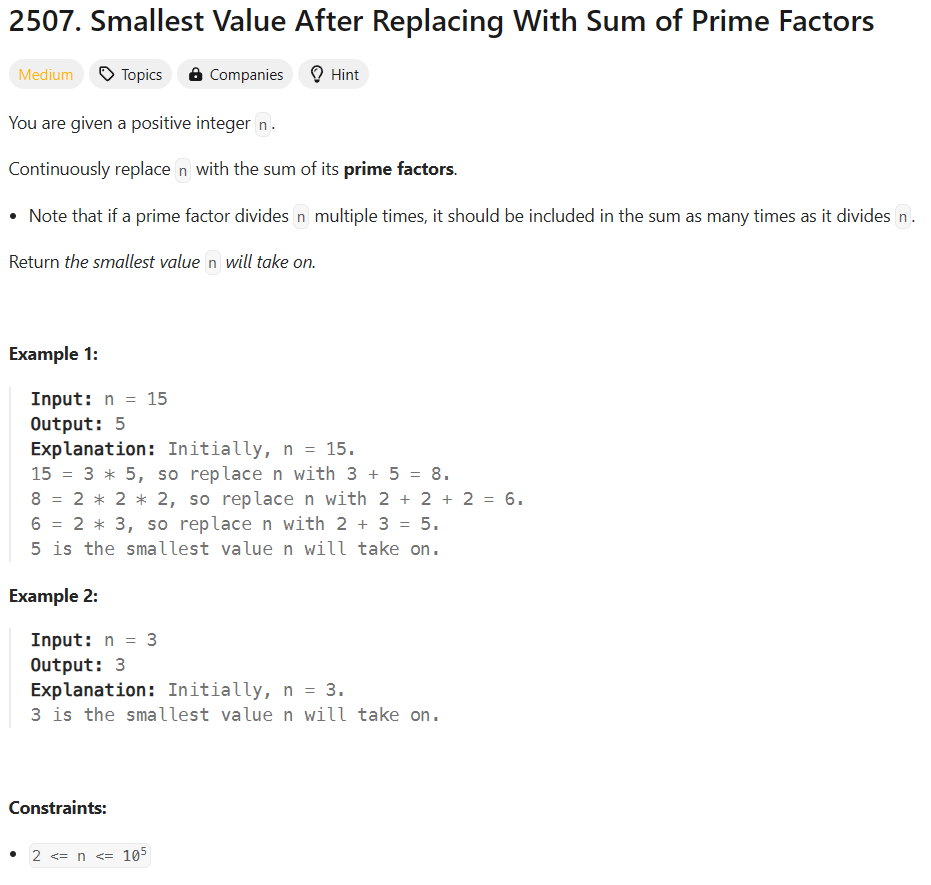 2507. Smallest Value After Replacing With Sum of Prime Factors
Medium Topics Companies Hint
You are given a positive integer n.
Continuously replace n with the sum of its prime factors.
• Note that if a prime factor divides n multiple times, it should be included in the sum as many times as it divides n.
Return the smallest value n will take on.
Example 1:
Input: n = 15
Output: 5
Explanation: Initially, n = 15.
15 = 3 * 5, so replace n with 3 + 5 = 8.
8 = 2 * 2 * 2, so replace n with 2 + 2 + 2 = 6.
6 = 2 * 3, so replace n with 2 + 3 = 5.
5 is the smallest value n will take on.
Example 2:
Input: n = 3
Output: 3
Explanation: Initially, n = 3.
3 is the smallest value n will take on.
Constraints:
• 2 <= n <= 10⁵